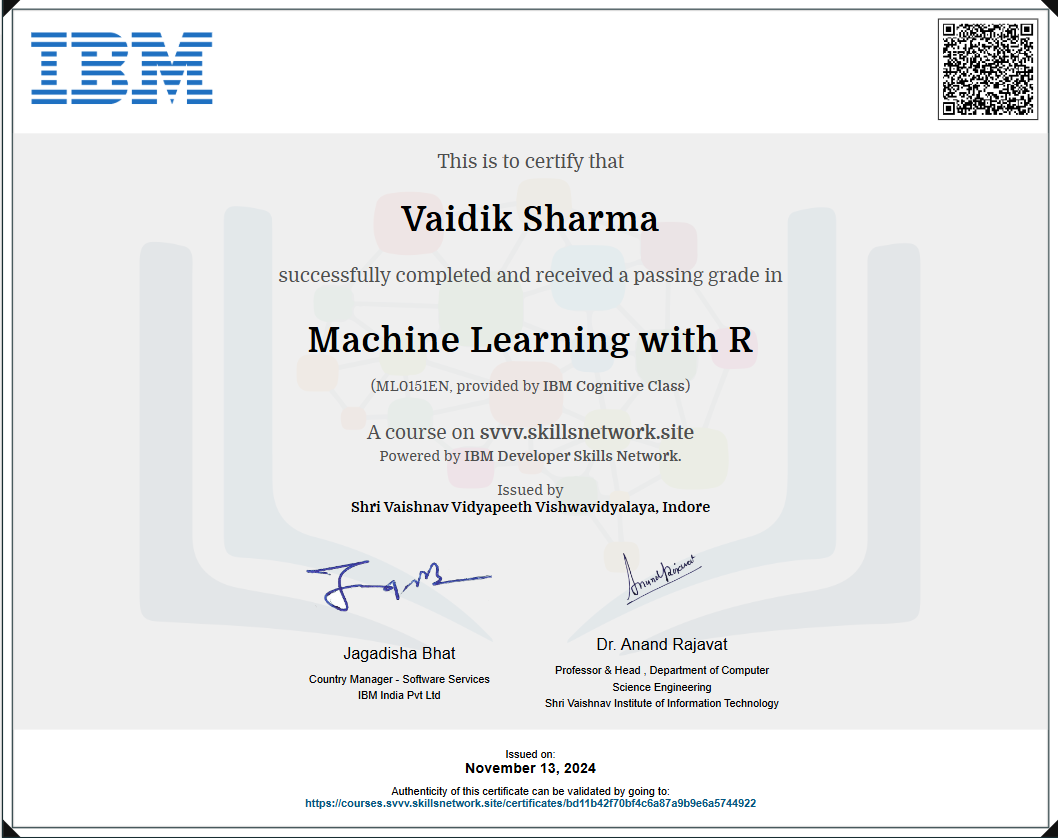 IBM
This is to certify that
Vaidik Sharma
successfully completed and received a passing grade in
Machine Learning with R
(ML0151EN, provided by IBM Cognitive Class)
A course on svvv.skillsnetwork.site
Powered by IBM Developer Skills Network.
Issued by
Shri Vaishnav Vidyapeeth Vishwavidyalaya, Indore
Anand Rajavat
Jagadisha Bhat
Country Manager - Software Services
IBM India Pvt Ltd
Dr. Anand Rajavat
Professor & Head , Department of Computer
Science Engineering
Shri Vaishnav Institute of Information Technology
Issued on:
November 13, 2024
Authenticity of this certificate can be validated by going to:
https://courses.svvv.skillsnetwork.site/certificates/bd11b42f70bf4c6a87a9b9e6a5744922